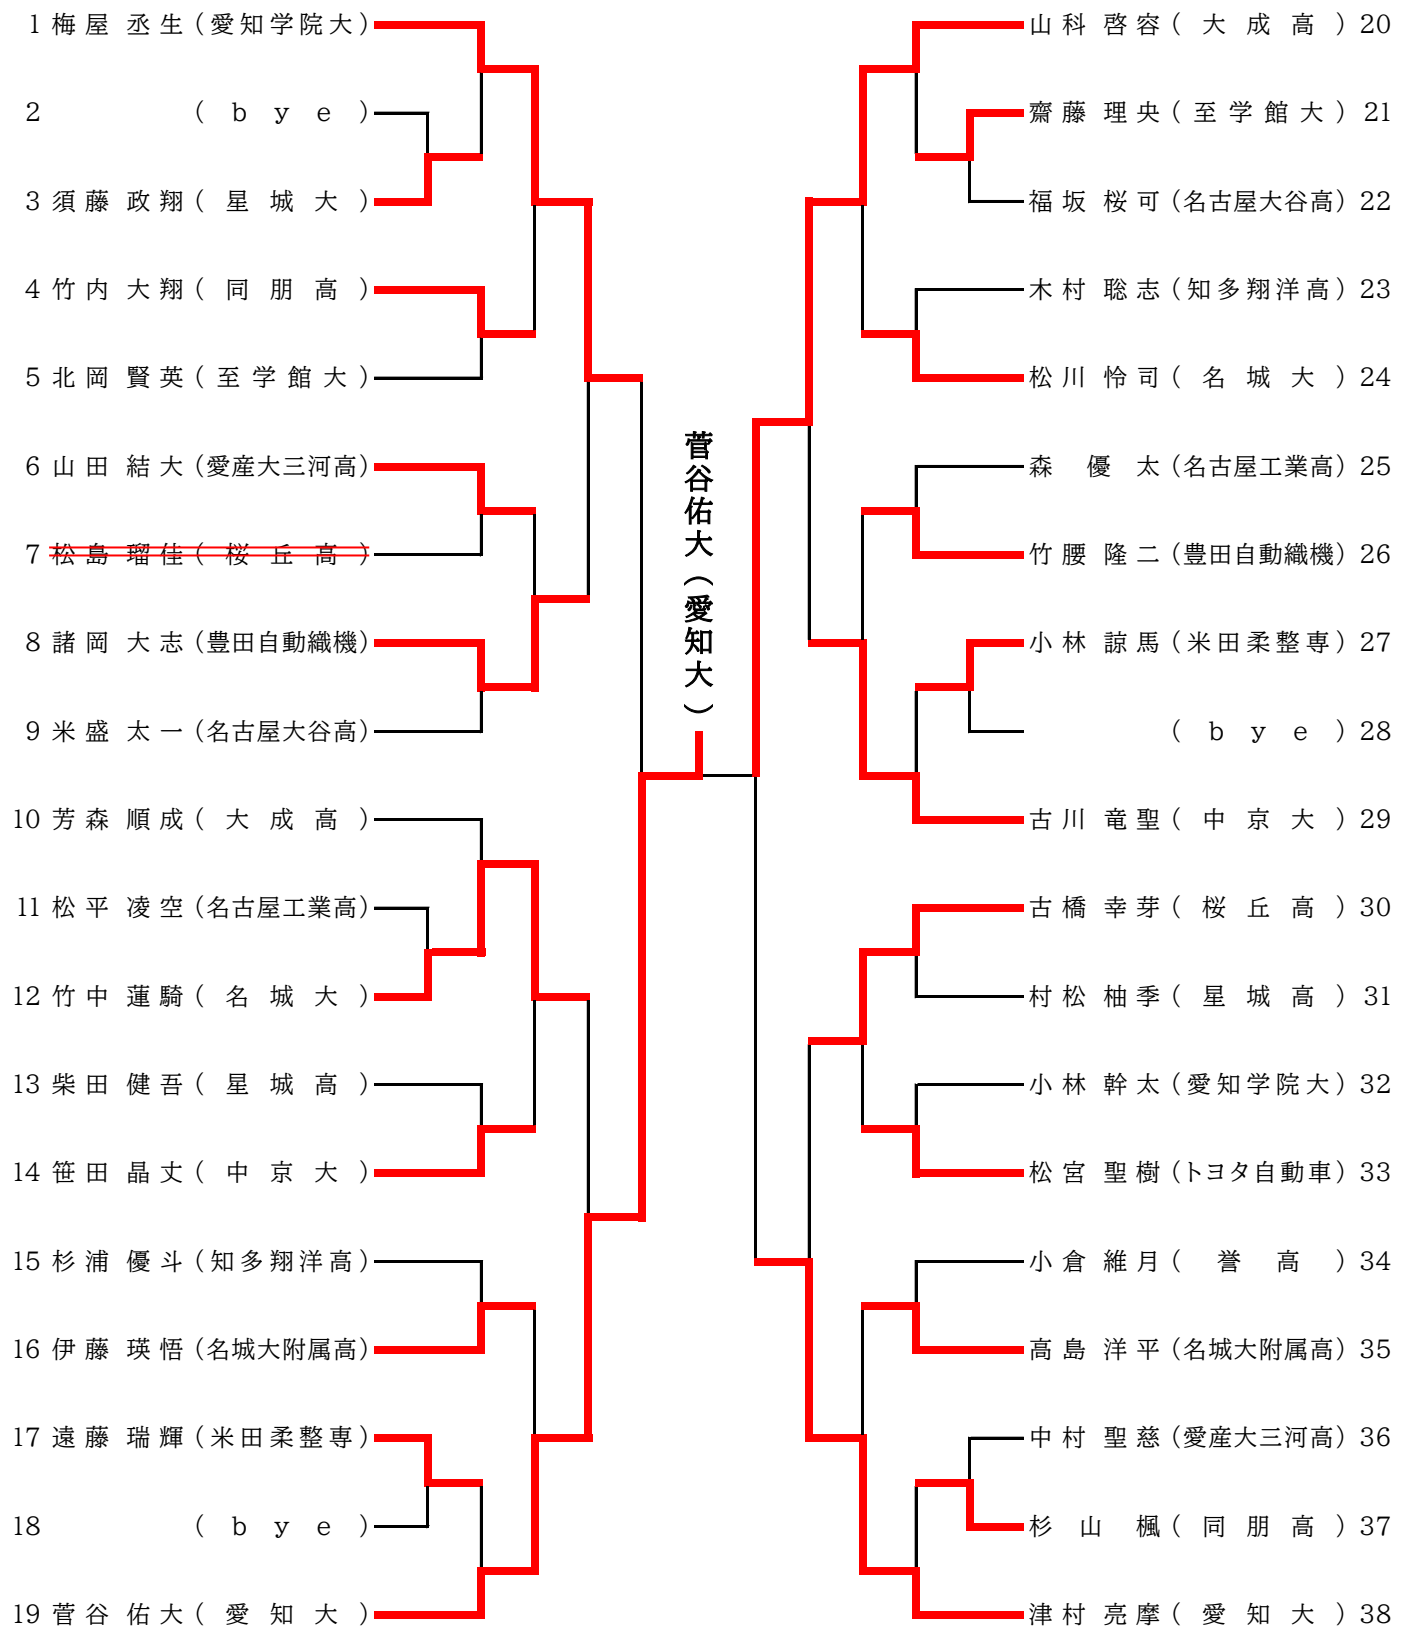 1 梅屋 丞生 (愛知学院大)
2 (bye)
3 須藤 政翔 (星城大)
4 竹内 大翔 (同朋高)
5 北岡 賢英 (至学館大)
6 山田 結大 (愛産大三河高)
7 松島 瑠佳 (桜丘高)
8 諸岡 大志 (豊田自動織機)
9 米盛 太一 (名古屋大谷高)
10 芳森 順成 (大成高)
11 松平 凌空 (名古屋工業高)
12 竹中 蓮騎 (名城大)
13 柴田 健吾 (星城高)
14 笹田 晶丈 (中京大)
15 杉浦 優斗 (知多翔洋高)
16 伊藤 瑛悟 (名城大附属高)
17 遠藤 瑞輝 (米田柔整専)
18 (bye)
19 菅谷 佑大 (愛知大)
菅谷佑大(愛知大)
山科 啓容 (大成高) 20
齋藤 理央 (至学館大) 21
福坂 桜可 (名古屋大谷高) 22
木村 聡志 (知多翔洋高) 23
松川 怜司 (名城大) 24
森 優太 (名古屋工業高) 25
竹腰 隆二 (豊田自動織機) 26
小林 諒馬 (米田柔整専) 27
(bye) 28
古川 竜聖 (中京大) 29
古橋 幸芽 (桜丘高) 30
村松 柚季 (星城高) 31
小林 幹太 (愛知学院大) 32
松宮 聖樹 (トヨタ自動車) 33
小倉 維月 (誉高) 34
高島 洋平 (名城大附属高) 35
中村 聖慈 (愛産大三河高) 36
杉山 楓 (同朋高) 37
津村 亮摩 (愛知大) 38